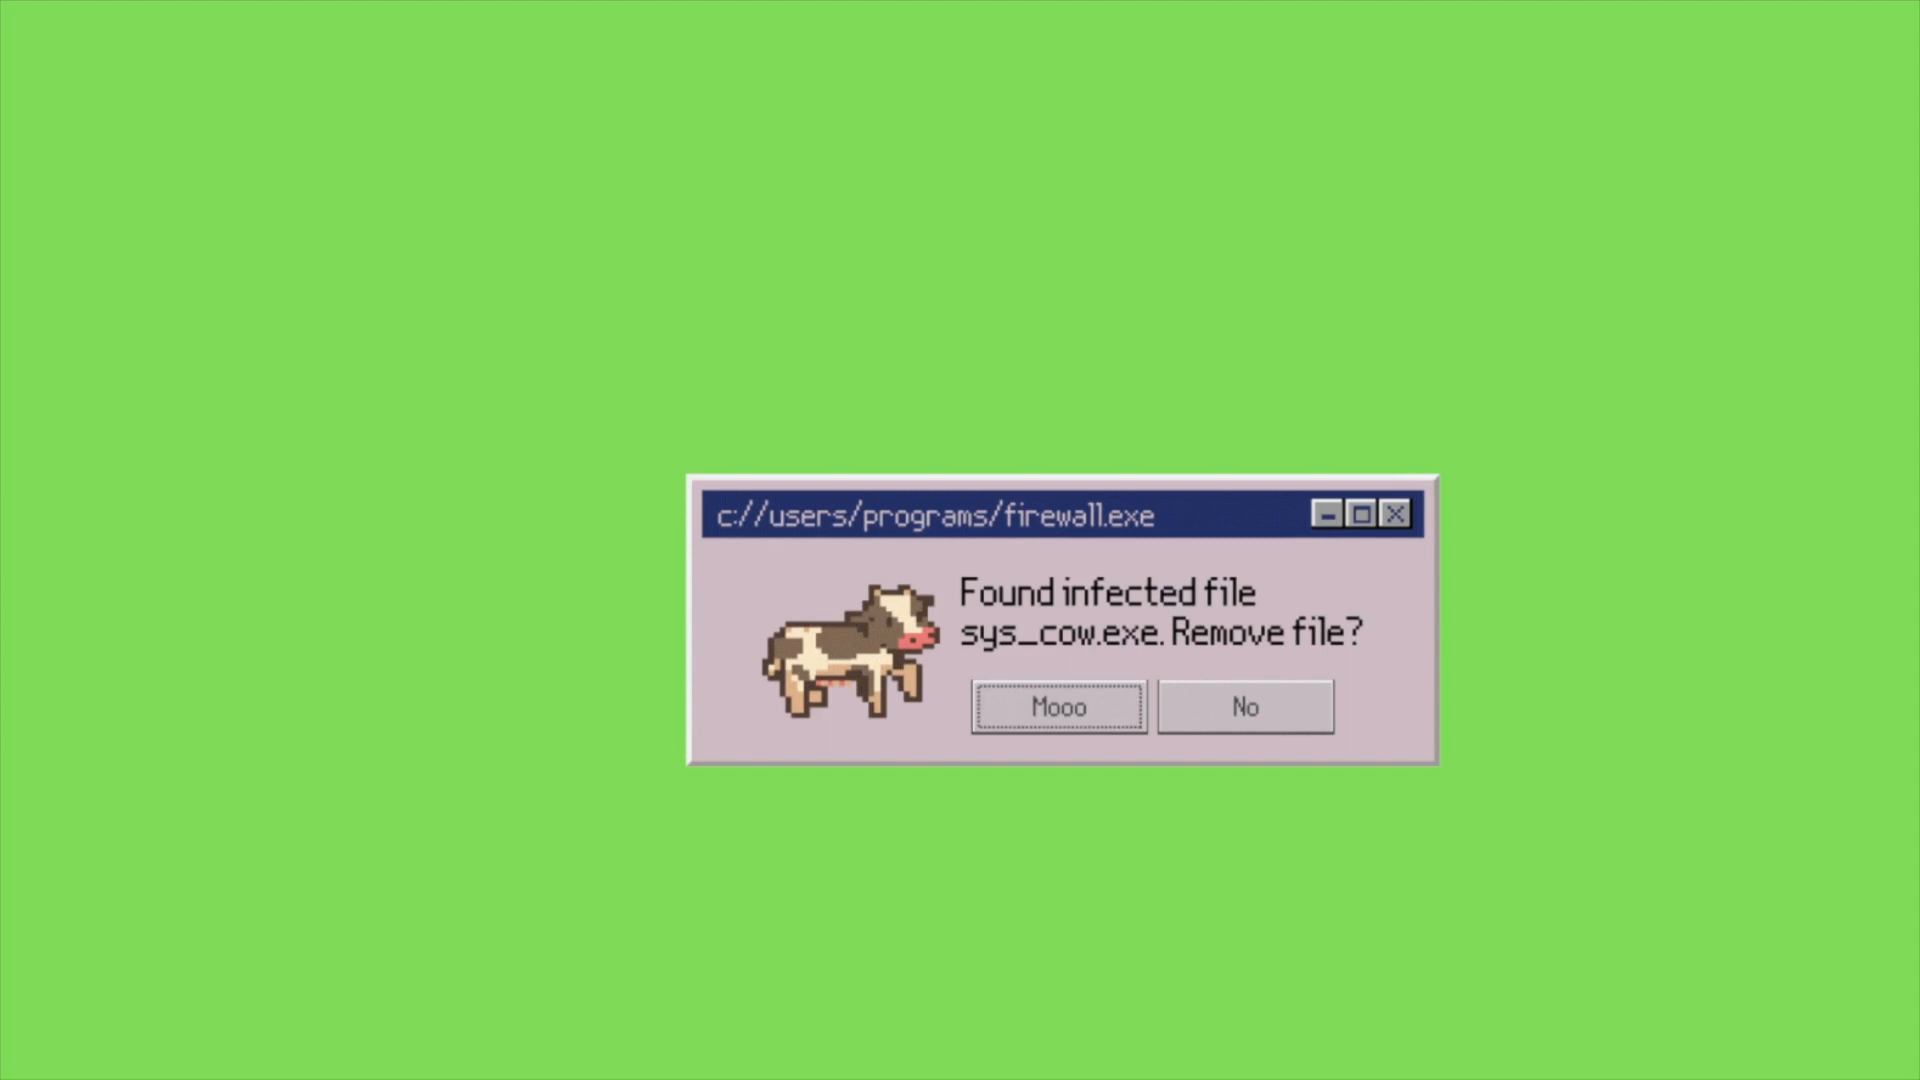 c://users/programs/firewall.exe
Found infected file
sys_cow.exe. Remove file?
Mooo
No